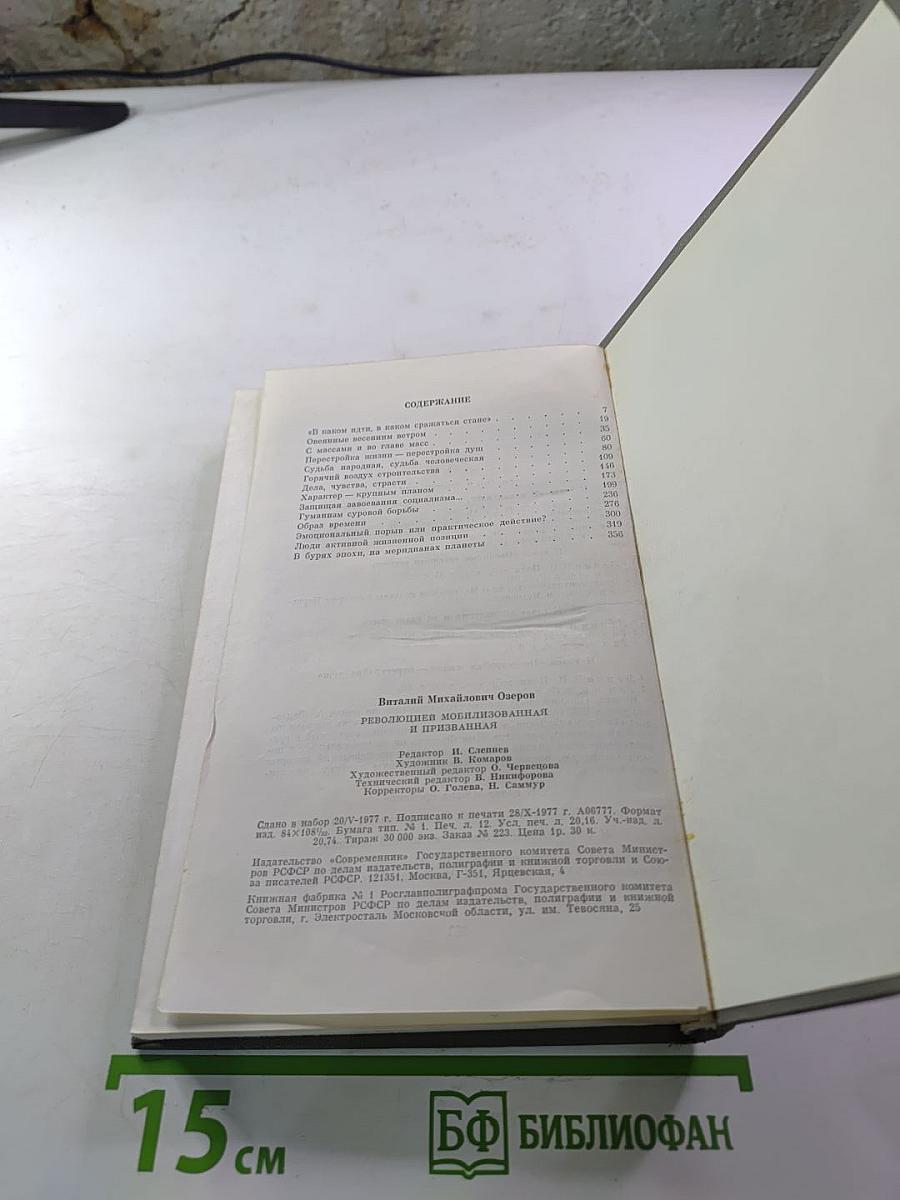 СОДЕРЖАНИЕ
«В каком идти, в каком сражаться стане» . . . . . 7
Овеянные весенним ветром . . . . . 19
С массами и во главе масс . . . . . 35
Перестройка жизни — перестройка душ . . . . . 60
Судьба народная, судьба человеческая . . . . . 80
Горячий воздух строительства . . . . . 109
Дела, чувства, страсти . . . . . 146
Характер — крупным планом . . . . . 173
Защищая завоевания социализма... . . . . . 199
Гуманизм суровой борьбы . . . . . 236
Образ времени . . . . . 276
Эмоциональный порыв или практическое действие? . . . 300
Люди активной жизненной позиции . . . . . 319
В бурях эпохи, на меридианах планеты . . . . . 356
Виталий Михайлович Озеров
РЕВОЛЮЦИЕЙ МОБИЛИЗОВАННАЯ
И ПРИЗВАННАЯ
Редактор И. Слепнев
Художник В. Комаров
Художественный редактор О. Червецова
Технический редактор В. Никифорова
Корректоры О. Голева, Н. Саммур
Сдано в набор 20/V-1977 г. Подписано к печати 28/X-1977 г. А06777. Формат
изд. 84×108¹/₃₂. Бумага тип. № 1. Печ. л. 12. Усл. печ. л. 20,16. Уч.-изд. л.
20,74. Тираж 30 000 экз. Заказ № 223. Цена 1р. 30 к.
Издательство «Современник» Государственного комитета Совета Минист-
ров РСФСР по делам издательств, полиграфии и книжной торговли и Сою-
за писателей РСФСР. 121351, Москва, Г-351, Ярцевская, 4
Книжная фабрика № 1 Росглавполиграфпрома Государственного комитета
Совета Министров РСФСР по делам издательств, полиграфии и книжной
торговли, г. Электросталь Московсчой области, ул. им. Тевосяна, 25
15 см
БФ БИБЛИОФАН